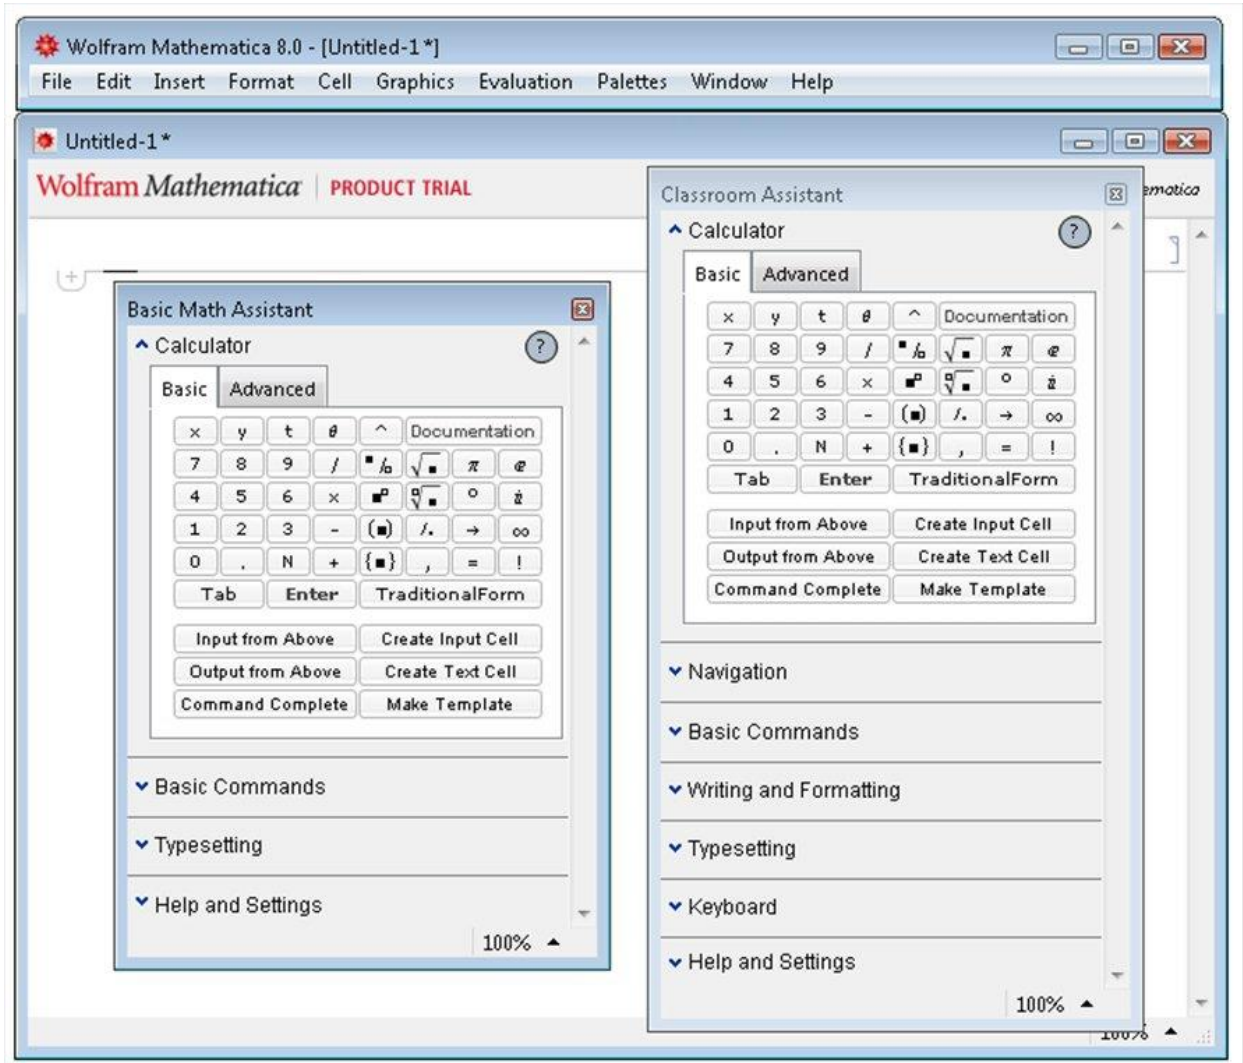 Wolfram Mathematica 8.0 - [Untitled-1 *]
File Edit Insert Format Cell Graphics Evaluation Palettes Window Help
Untitled-1 *
Wolfram Mathematica | PRODUCT TRIAL
Basic Math Assistant
Calculator ?
Basic Advanced
x y t θ ^ Documentation
7 8 9 / ■/□ √■ π ⅇ
4 5 6 × ■□ □√■ ° ⅈ
1 2 3 - (■) /. → ∞
0 . N + {■} , = !
Tab Enter TraditionalForm
Input from Above Create Input Cell
Output from Above Create Text Cell
Command Complete Make Template
Basic Commands
Typesetting
Help and Settings
100%
Classroom Assistant
Calculator ?
Basic Advanced
x y t θ ^ Documentation
7 8 9 / ■/□ √■ π ⅇ
4 5 6 × ■□ □√■ ° ⅈ
1 2 3 - (■) /. → ∞
0 . N + {■} , = !
Tab Enter TraditionalForm
Input from Above Create Input Cell
Output from Above Create Text Cell
Command Complete Make Template
Navigation
Basic Commands
Writing and Formatting
Typesetting
Keyboard
Help and Settings
100%
100%